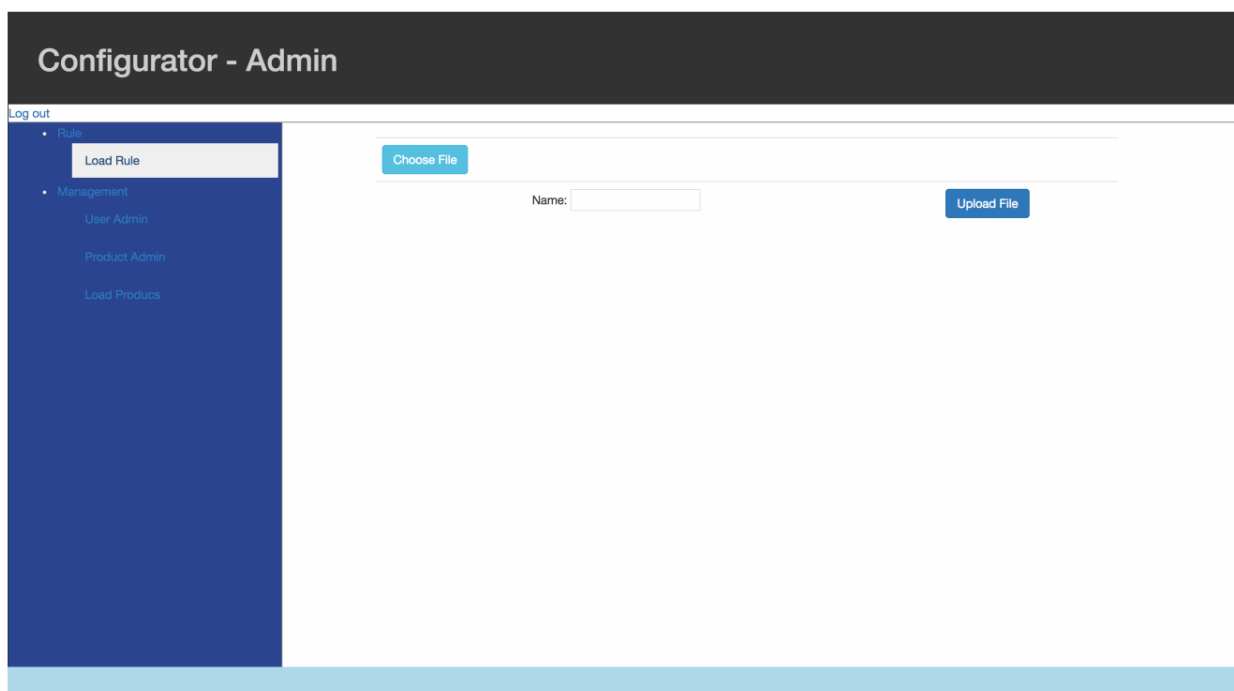 Configurator - Admin
Log out
Rule
Load Rule
Management
User Admin
Product Admin
Load Producs
Choose File
Name:
Upload File